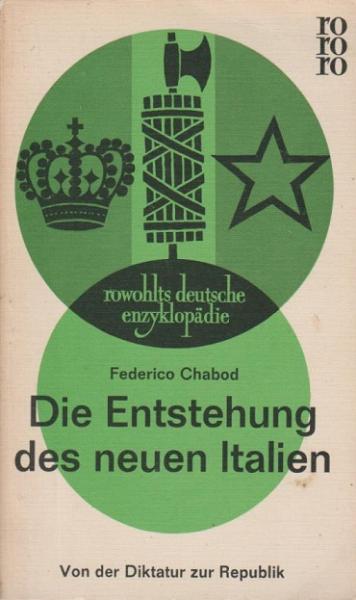 ro
ro
ro
rowohlts deutsche
enzyklopädie
Federico Chabod
Die Entstehung
des neuen Italien
Von der Diktatur zur Republik